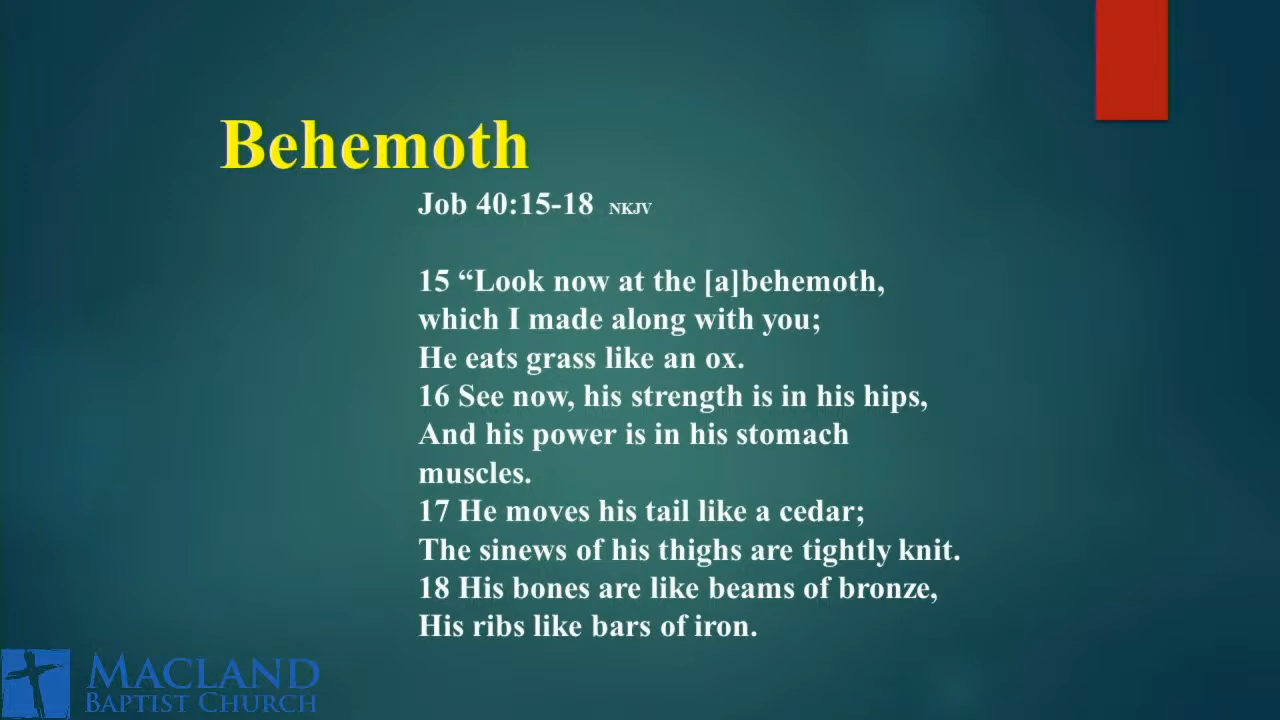 Behemoth
Job 40:15-18 NKJV
15 “Look now at the [a]behemoth,
which I made along with you;
He eats grass like an ox.
16 See now, his strength is in his hips,
And his power is in his stomach
muscles.
17 He moves his tail like a cedar;
The sinews of his thighs are tightly knit.
18 His bones are like beams of bronze,
His ribs like bars of iron.
MACLAND
BAPTIST CHURCH